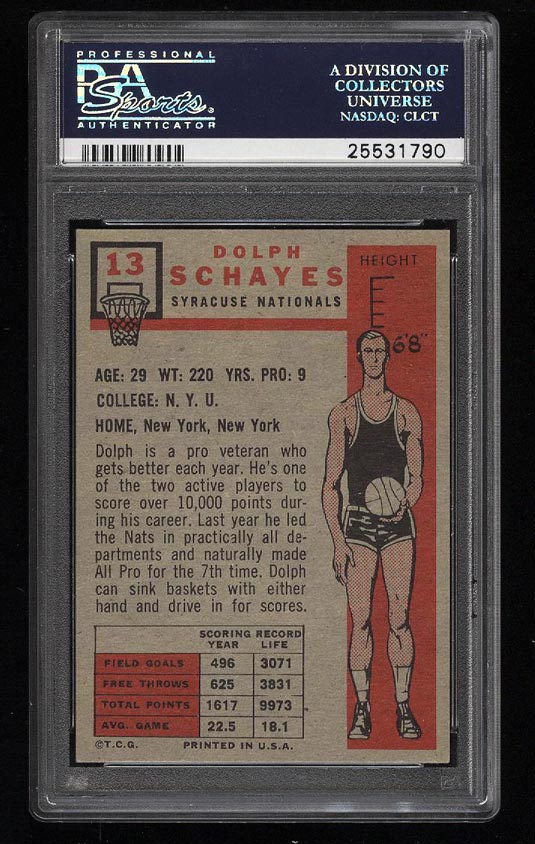 PROFESSIONAL
PSA
Sports
AUTHENTICATOR
A DIVISION OF
COLLECTORS
UNIVERSE
NASDAQ: CLCT
25531790
13
DOLPH
SCHAYES
SYRACUSE NATIONALS
HEIGHT
6'8"
AGE: 29 WT: 220 YRS. PRO: 9
COLLEGE: N. Y. U.
HOME, New York, New York
Dolph is a pro veteran who
gets better each year. He's one
of the two active players to
score over 10,000 points dur-
ing his career. Last year he led
the Nats in practically all de-
partments and naturally made
All Pro for the 7th time. Dolph
can sink baskets with either
hand and drive in for scores.
SCORING RECORD
YEAR LIFE
FIELD GOALS 496 3071
FREE THROWS 625 3831
TOTAL POINTS 1617 9973
AVG. GAME 22.5 18.1
©T.C.G. PRINTED IN U.S.A.